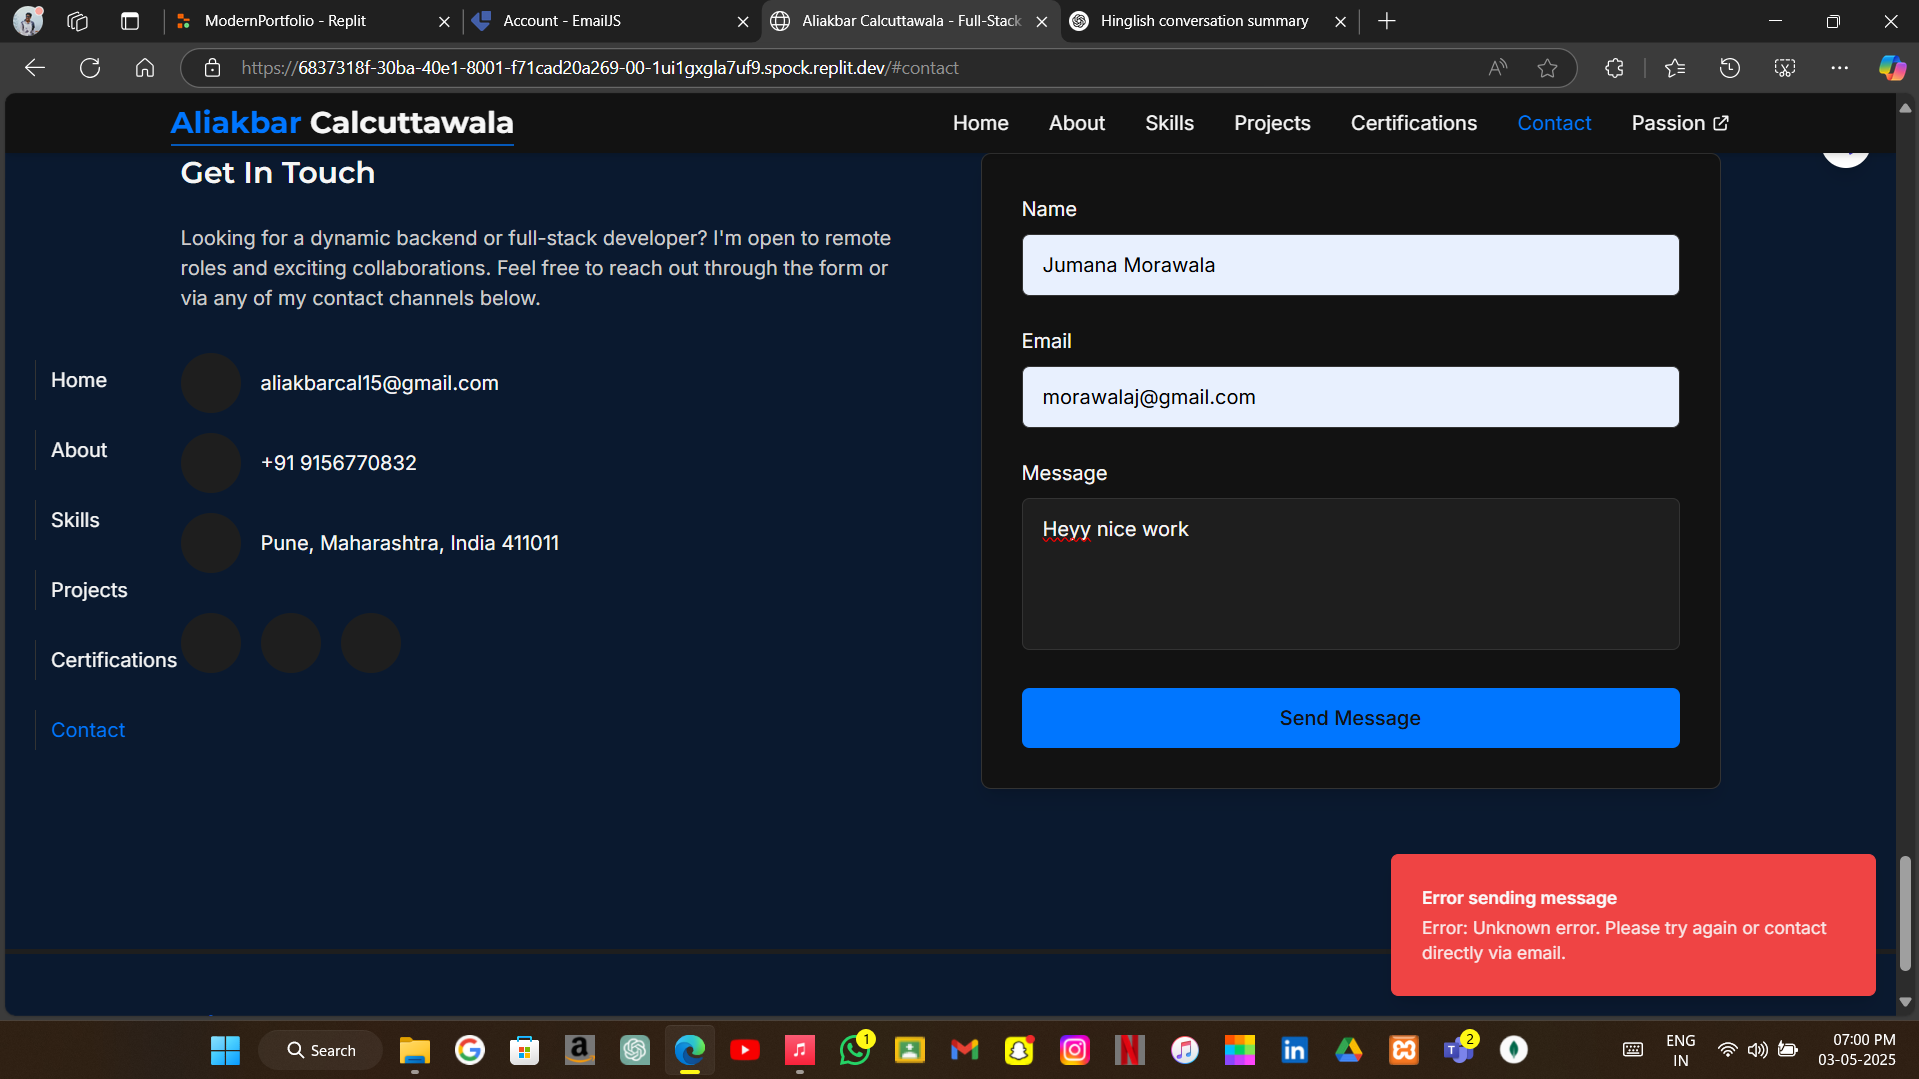 ModernPortfolio - Replit
Account - EmailJS
Aliakbar Calcuttawala - Full-Stack
Hinglish conversation summary
https://6837318f-30ba-40e1-8001-f71cad20a269-00-1ui1gxgla7uf9.spock.replit.dev/#contact
Aliakbar Calcuttawala
Home
About
Skills
Projects
Certifications
Contact
Passion
Get In Touch
Looking for a dynamic backend or full-stack developer? I'm open to remote
roles and exciting collaborations. Feel free to reach out through the form or
via any of my contact channels below.
Home
About
Skills
Projects
Certifications
Contact
aliakbarcal15@gmail.com
+91 9156770832
Pune, Maharashtra, India 411011
Name
Jumana Morawala
Email
morawalaj@gmail.com
Message
Heyy nice work
Send Message
Error sending message
Error: Unknown error. Please try again or contact
directly via email.
Search
1
2
ENG
IN
07:00 PM
03-05-2025